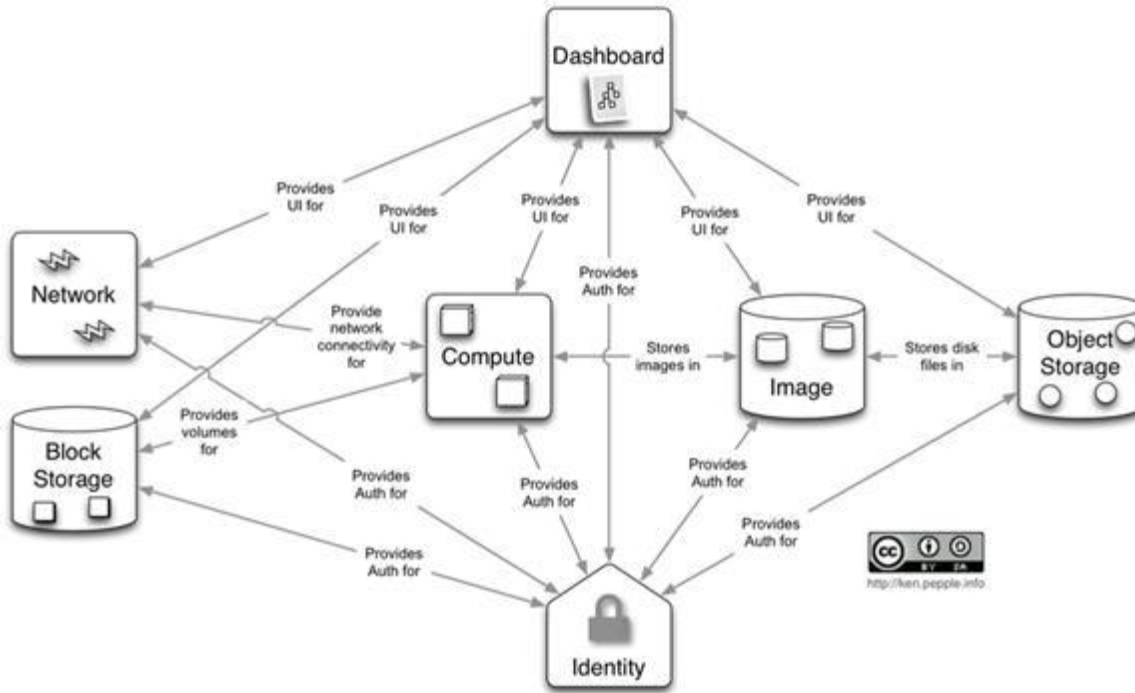 Dashboard
Provides
UI for
Provides
UI for
Provides
UI for
Provides
UI for
Provides
UI for
Provides
Auth for
Network
Provide
network
connectivity
for
Compute
Stores
images in
Image
Stores disk
files in
Object
Storage
Block
Storage
Provides
volumes
for
Provides
Auth for
Provides
Auth for
Provides
Auth for
Provides
Auth for
Provides
Auth for
Identity
cc
BY
http://ken.pepple.info